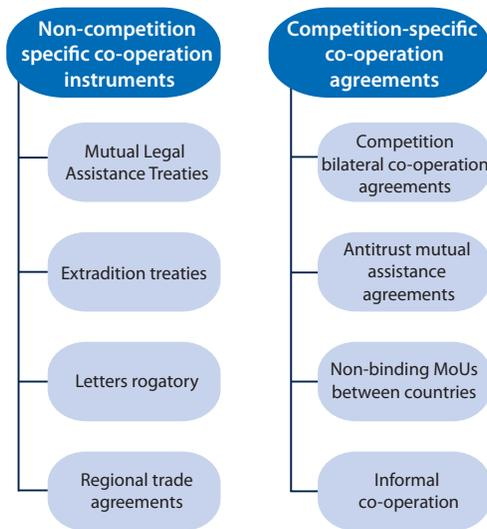 Non-competition
specific co-operation
instruments
Mutual Legal
Assistance Treaties
Extradition treaties
Letters rogatory
Regional trade
agreements
Competition-specific
co-operation
agreements
Competition
bilateral co-operation
agreements
Antitrust mutual
assistance
agreements
Non-binding MoUs
between countries
Informal
co-operation